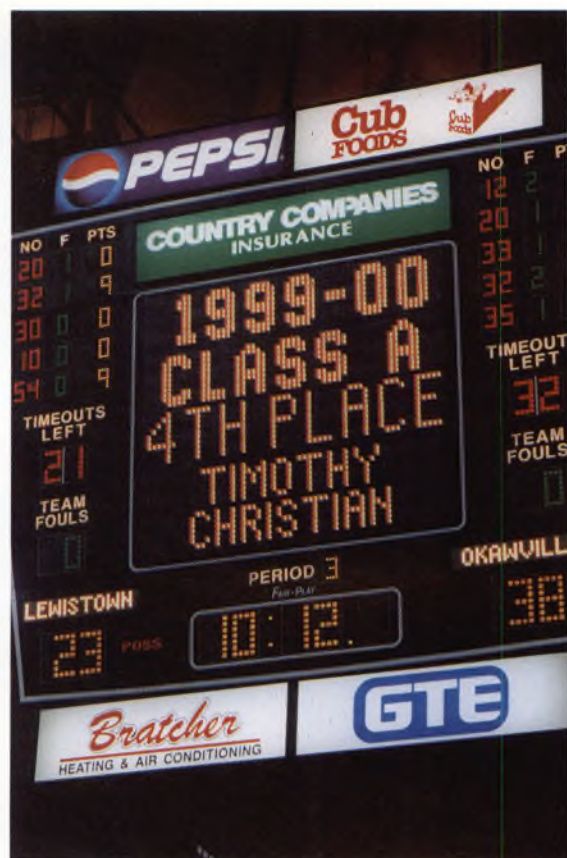 PEPSI
Cub
FOODS
Cub
Foods
COUNTRY COMPANIES
INSURANCE
NO F PTS
20 1 0
32 1 9
30 0 0
10 0 0
54 0 9
TIMEOUTS
LEFT
2 1
TEAM
FOULS
0
1999-00
CLASS A
4TH PLACE
TIMOTHY
CHRISTIAN
NO F P
12 2
20 1
33 1
32 2
35 1
TIMEOUT
LEFT
3 2
TEAM
FOULS
0
PERIOD 3
FAIR-PLAY
LEWISTOWN
23 POSS
10:12.
OKAWVILL
38
Bratcher
HEATING & AIR CONDITIONING
GTE